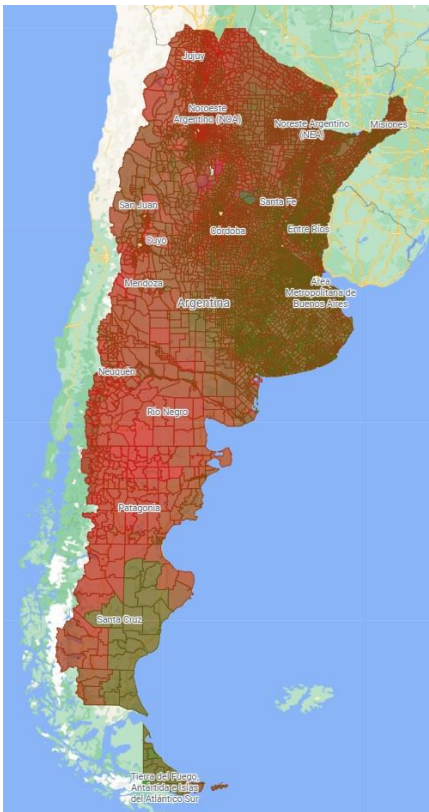 Jujuy
Noroeste
Argentino (NOA)
Noreste Argentino
(NEA)
Misiones
San Juan
Santa Fe
Cuyo
Córdoba
Entre Ríos
Mendoza
Argentina
Área
Metropolitana de
Buenos Aires
Neuquén
Río Negro
Patagonia
Santa Cruz
Tierra del Fuego,
Antártida e Islas
del Atlántico Sur